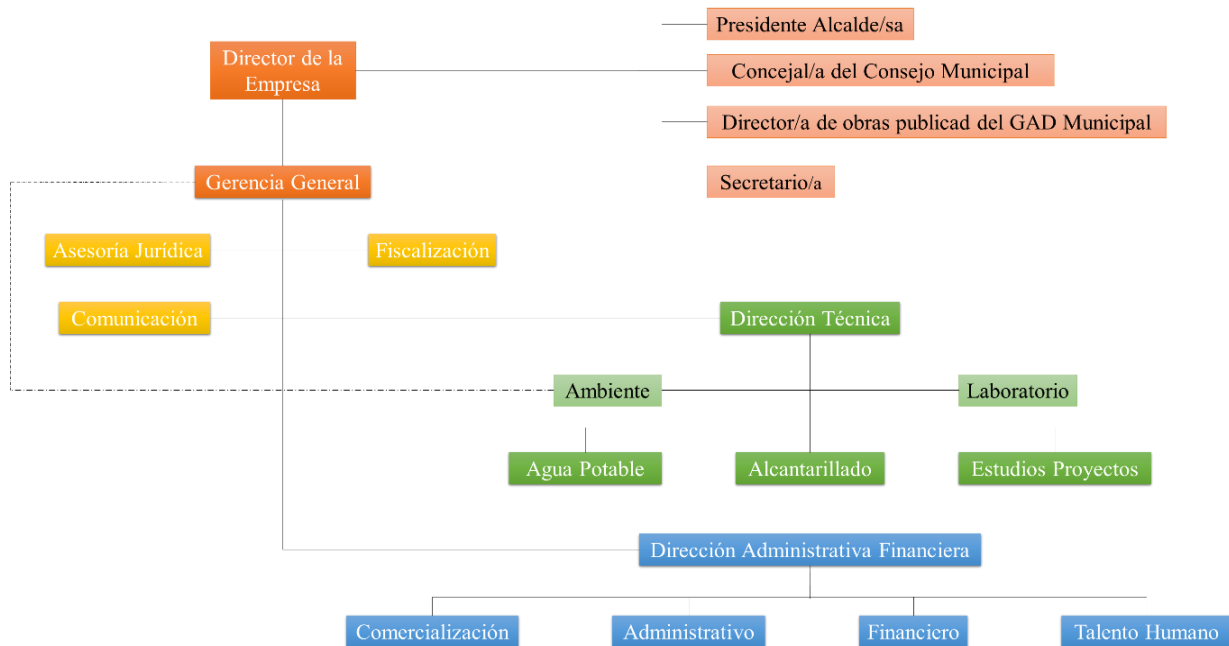 Presidente Alcalde/sa
Director de la
Empresa
Concejal/a del Consejo Municipal
Director/a de obras publicad del GAD Municipal
Gerencia General
Secretario/a
Asesoría Jurídica
Fiscalización
Comunicación
Dirección Técnica
Ambiente
Laboratorio
Agua Potable
Alcantarillado
Estudios Proyectos
Dirección Administrativa Financiera
Comercialización
Administrativo
Financiero
Talento Humano